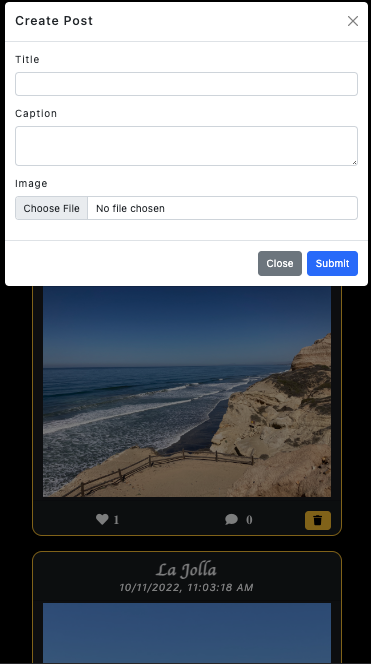 Create Post
Title
Caption
Image
Choose File No file chosen
Close Submit
1 0
La Jolla
10/11/2022, 11:03:18 AM